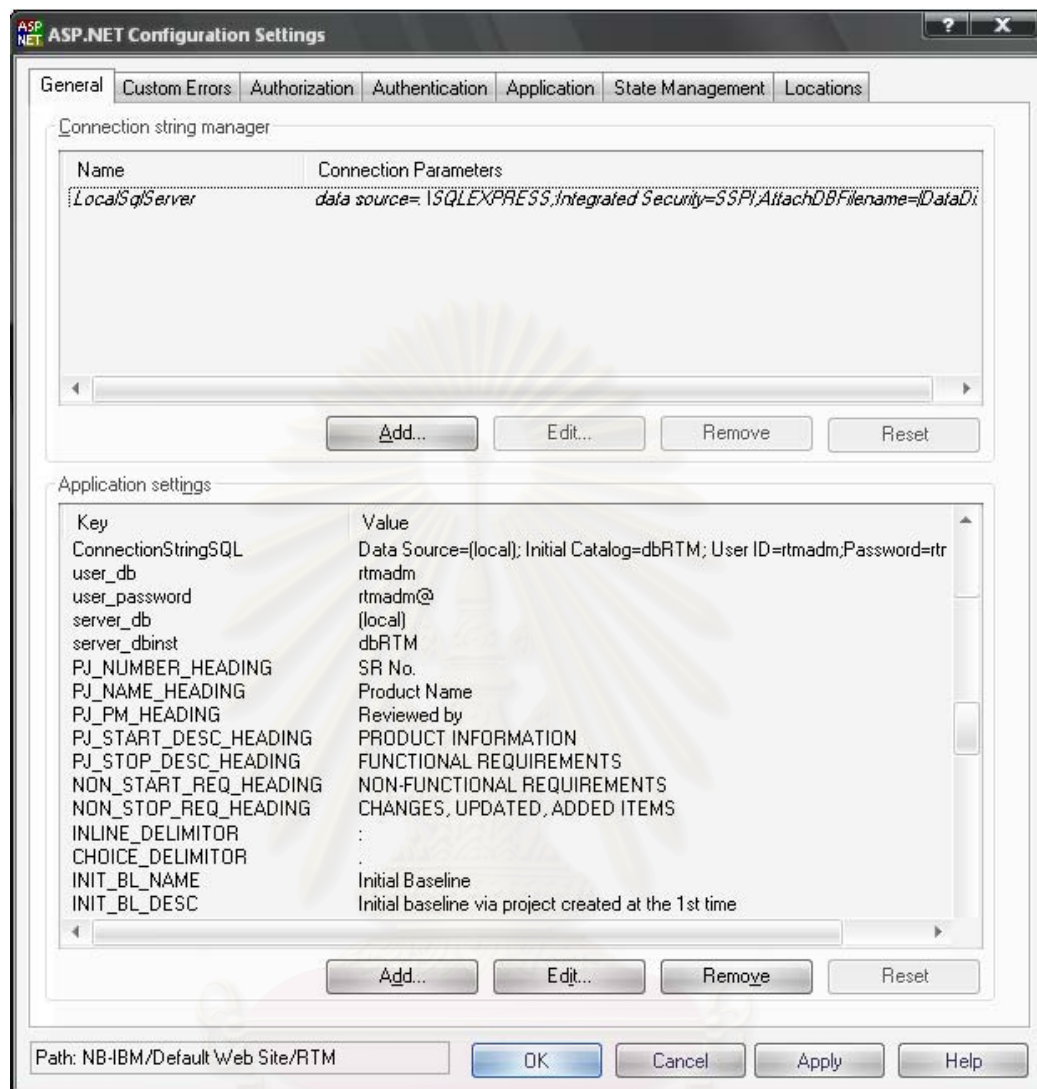 ASP NET ASP.NET Configuration Settings ? X
General Custom Errors Authorization Authentication Application State Management Locations
Connection string manager
Name Connection Parameters
LocalSqlServer data source=.\SQLEXPRESS;Integrated Security=SSPI;AttachDBFilename=|DataDi
Add... Edit... Remove Reset
Application settings
Key Value
ConnectionStringSQL Data Source=(local); Initial Catalog=dbRTM; User ID=rtmadm;Password=rtr
user_db rtmadm
user_password rtmadm@
server_db (local)
server_dbinst dbRTM
PJ_NUMBER_HEADING SR No.
PJ_NAME_HEADING Product Name
PJ_PM_HEADING Reviewed by
PJ_START_DESC_HEADING PRODUCT INFORMATION
PJ_STOP_DESC_HEADING FUNCTIONAL REQUIREMENTS
NON_START_REQ_HEADING NON-FUNCTIONAL REQUIREMENTS
NON_STOP_REQ_HEADING CHANGES, UPDATED, ADDED ITEMS
INLINE_DELIMITOR :
CHOICE_DELIMITOR .
INIT_BL_NAME Initial Baseline
INIT_BL_DESC Initial baseline via project created at the 1st time
Add... Edit... Remove Reset
Path: NB-IBM/Default Web Site/RTM OK Cancel Apply Help